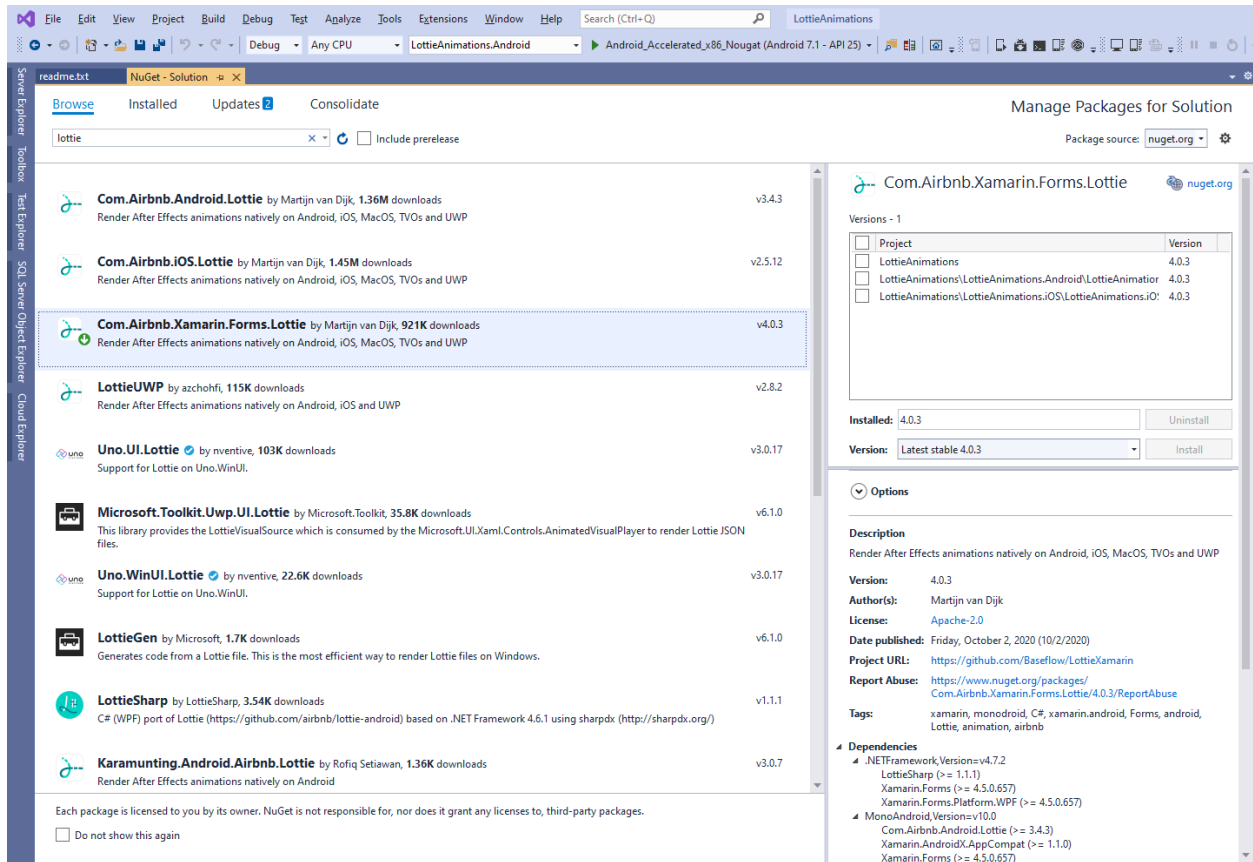 File Edit View Project Build Debug Test Analyze Tools Extensions Window Help Search (Ctrl+Q) LottieAnimations
Debug Any CPU LottieAnimations.Android Android_Accelerated_x86_Nougat (Android 7.1 - API 25)
Server Explorer
Toolbox
Test Explorer
SQL Server Object Explorer
Cloud Explorer
readme.txt NuGet - Solution
Browse Installed Updates 2 Consolidate
Manage Packages for Solution
lottie
Include prerelease
Package source: nuget.org
Com.Airbnb.Android.Lottie by Martijn van Dijk, 1.36M downloads v3.4.3
Render After Effects animations natively on Android, iOS, MacOS, TVOs and UWP
Com.Airbnb.iOS.Lottie by Martijn van Dijk, 1.45M downloads v2.5.12
Render After Effects animations natively on Android, iOS, MacOS, TVOs and UWP
Com.Airbnb.Xamarin.Forms.Lottie by Martijn van Dijk, 921K downloads v4.0.3
Render After Effects animations natively on Android, iOS, MacOS, TVOs and UWP
LottieUWP by azchohfi, 115K downloads v2.8.2
Render After Effects animations natively on Android, iOS and UWP
uno
Uno.UI.Lottie by nventive, 103K downloads v3.0.17
Support for Lottie on Uno.WinUI.
Microsoft.Toolkit.Uwp.UI.Lottie by Microsoft.Toolkit, 35.8K downloads v6.1.0
This library provides the LottieVisualSource which is consumed by the Microsoft.UI.Xaml.Controls.AnimatedVisualPlayer to render Lottie JSON
files.
uno
Uno.WinUI.Lottie by nventive, 22.6K downloads v3.0.17
Support for Lottie on Uno.WinUI.
LottieGen by Microsoft, 1.7K downloads v6.1.0
Generates code from a Lottie file. This is the most efficient way to render Lottie files on Windows.
LottieSharp by LottieSharp, 3.54K downloads v1.1.1
C# (WPF) port of Lottie (https://github.com/airbnb/lottie-android) based on .NET Framework 4.6.1 using sharpdx (http://sharpdx.org/)
Karamunting.Android.Airbnb.Lottie by Rofiq Setiawan, 1.36K downloads v3.0.7
Render After Effects animations natively on Android
Each package is licensed to you by its owner. NuGet is not responsible for, nor does it grant any licenses to, third-party packages.
Do not show this again
Com.Airbnb.Xamarin.Forms.Lottie nuget.org
Versions - 1
Project Version
LottieAnimations 4.0.3
LottieAnimations\LottieAnimations.Android\LottieAnimation 4.0.3
LottieAnimations\LottieAnimations.iOS\LottieAnimations.iO 4.0.3
Installed: 4.0.3 Uninstall
Version: Latest stable 4.0.3 Install
Options
Description
Render After Effects animations natively on Android, iOS, MacOS, TVOs and UWP
Version: 4.0.3
Author(s): Martijn van Dijk
License: Apache-2.0
Date published: Friday, October 2, 2020 (10/2/2020)
Project URL: https://github.com/Baseflow/LottieXamarin
Report Abuse: https://www.nuget.org/packages/
Com.Airbnb.Xamarin.Forms.Lottie/4.0.3/ReportAbuse
Tags: xamarin, monodroid, C#, xamarin.android, Forms, android,
Lottie, animation, airbnb
Dependencies
.NETFramework,Version=v4.7.2
LottieSharp (>= 1.1.1)
Xamarin.Forms (>= 4.5.0.657)
Xamarin.Forms.Platform.WPF (>= 4.5.0.657)
MonoAndroid,Version=v10.0
Com.Airbnb.Android.Lottie (>= 3.4.3)
Xamarin.AndroidX.AppCompat (>= 1.1.0)
Xamarin.Forms (>= 4.5.0.657)